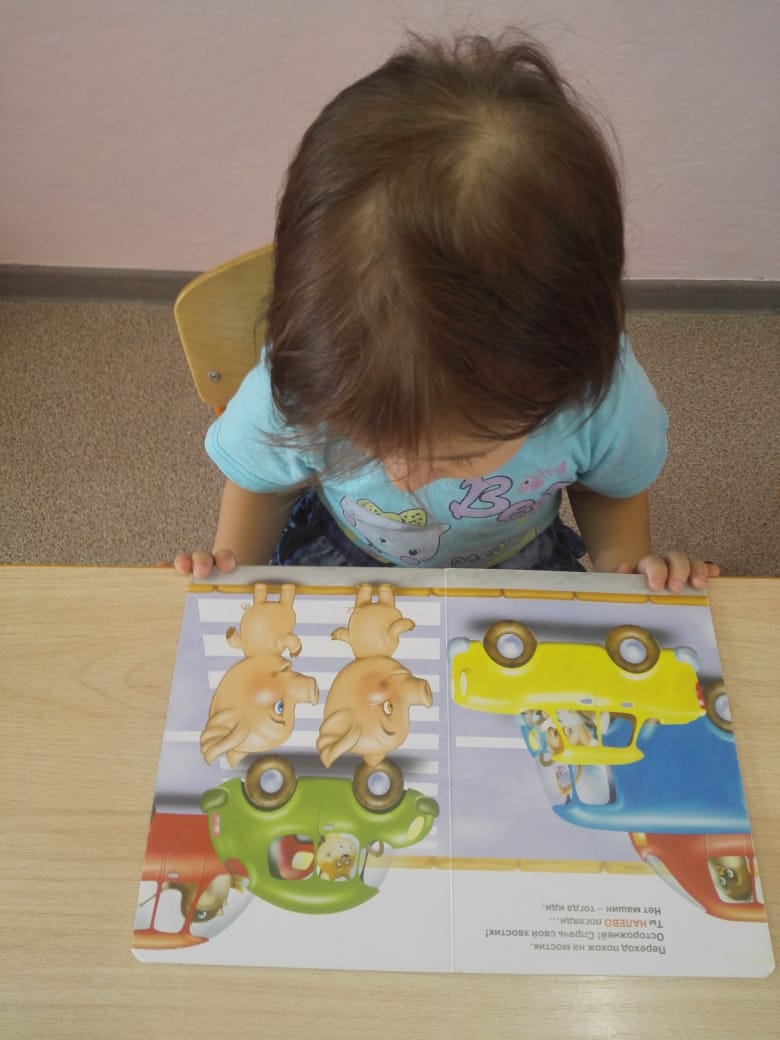 Переход похож на мостик.
Осторожней! Спрячь свой хвостик!
Ты НАЛЕВО погляди...
Нет машин – тогда иди.